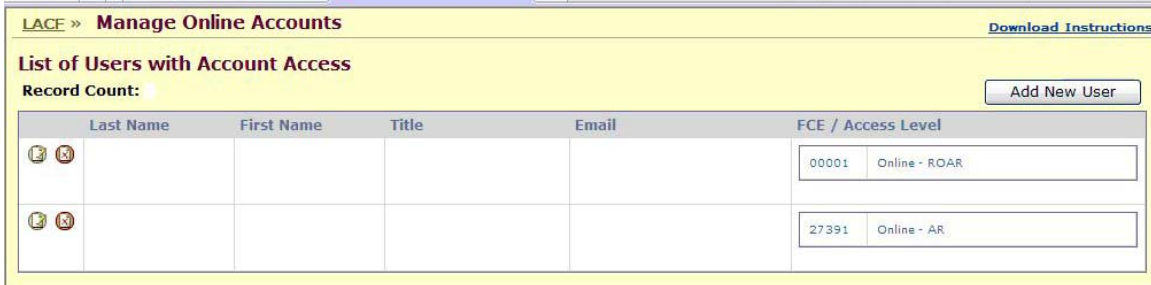 LACF » Manage Online Accounts
Download Instructions
List of Users with Account Access
Record Count:
Add New User
Last Name First Name Title Email FCE / Access Level
00001 Online - ROAR
27391 Online - AR